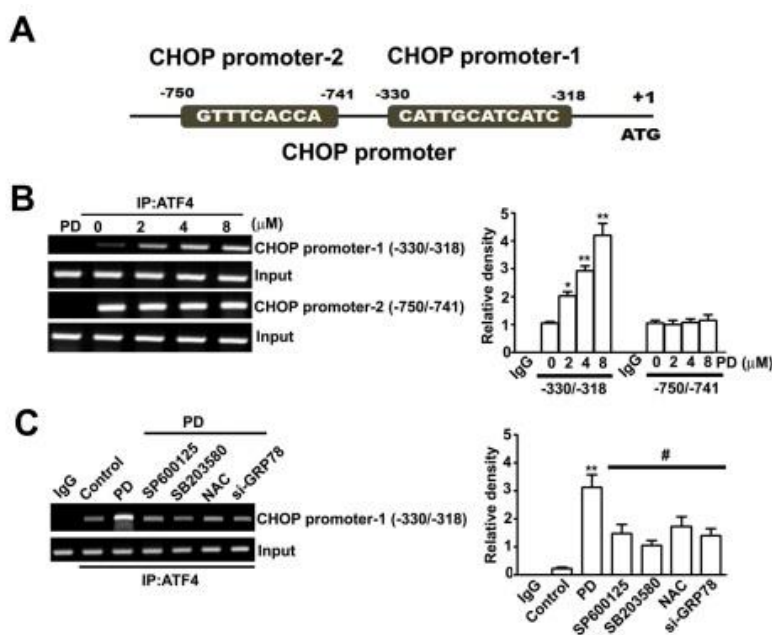 A
CHOP promoter-2 CHOP promoter-1
-750 -741 -330 -318 +1
GTTTCACCA CATTGCATCATC ATG
CHOP promoter
B
IP:ATF4
PD 0 2 4 8 (μM)
CHOP promoter-1 (-330/-318)
Input
CHOP promoter-2 (-750/-741)
Input
Relative density
5
4
3
2
1
0
* ** **
IgG 0 2 4 8 IgG 0 2 4 8 PD (μM)
-330/-318 -750/-741
C
PD
IgG Control PD SP600125 SB203580 NAC si-GRP78
CHOP promoter-1 (-330/-318)
Input
IP:ATF4
Relative density
5
4
3
2
1
0
** #
IgG Control PD SP600125 SB203580 NAC si-GRP78